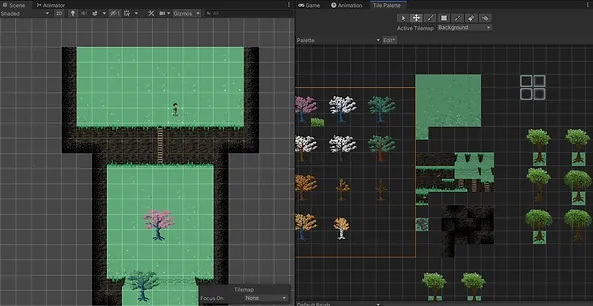 Scene Animator
Shaded 2D Gizmos All
Tilemap
Focus On None
Game Animation Tile Palette
Active Tilemap Background
Palette Edit
Default Brush